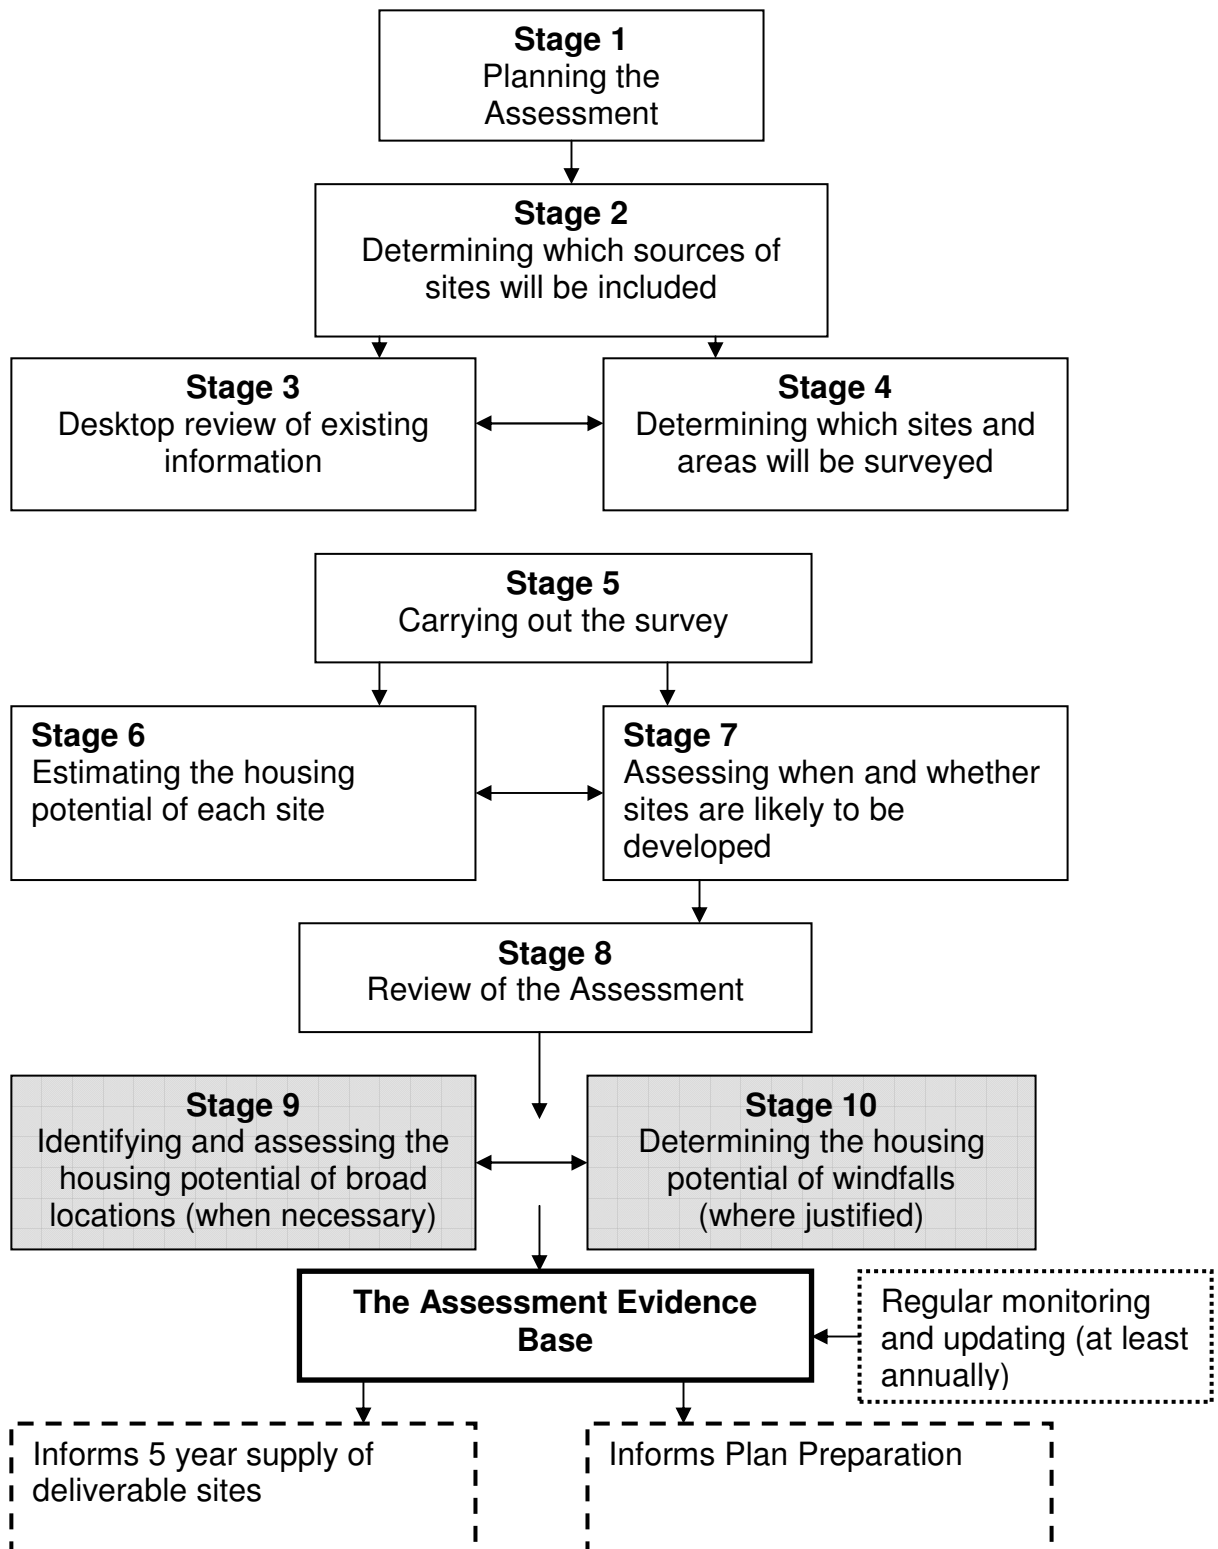 Stage 1
Planning the
Assessment
Stage 2
Determining which sources of
sites will be included
Stage 3
Desktop review of existing
information
Stage 4
Determining which sites and
areas will be surveyed
Stage 5
Carrying out the survey
Stage 6
Estimating the housing
potential of each site
Stage 7
Assessing when and whether
sites are likely to be
developed
Stage 8
Review of the Assessment
Stage 9
Identifying and assessing the
housing potential of broad
locations (when necessary)
Stage 10
Determining the housing
potential of windfalls
(where justified)
The Assessment Evidence
Base
Regular monitoring
and updating (at least
annually)
Informs 5 year supply of
deliverable sites
Informs Plan Preparation